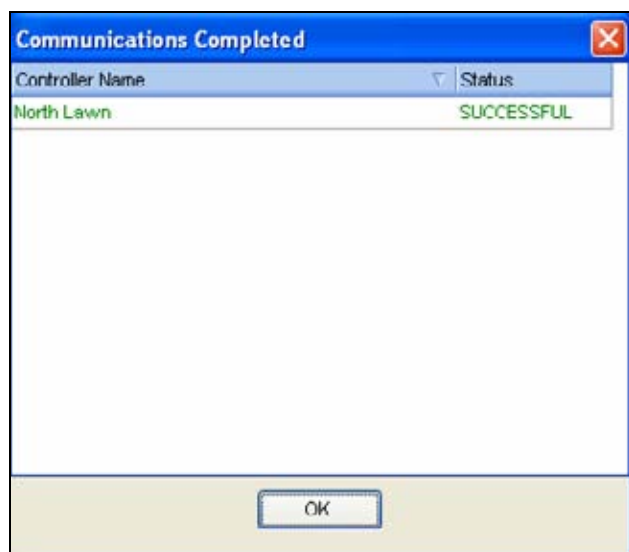 Communications Completed
Controller Name Status
North Lawn SUCCESSFUL
OK